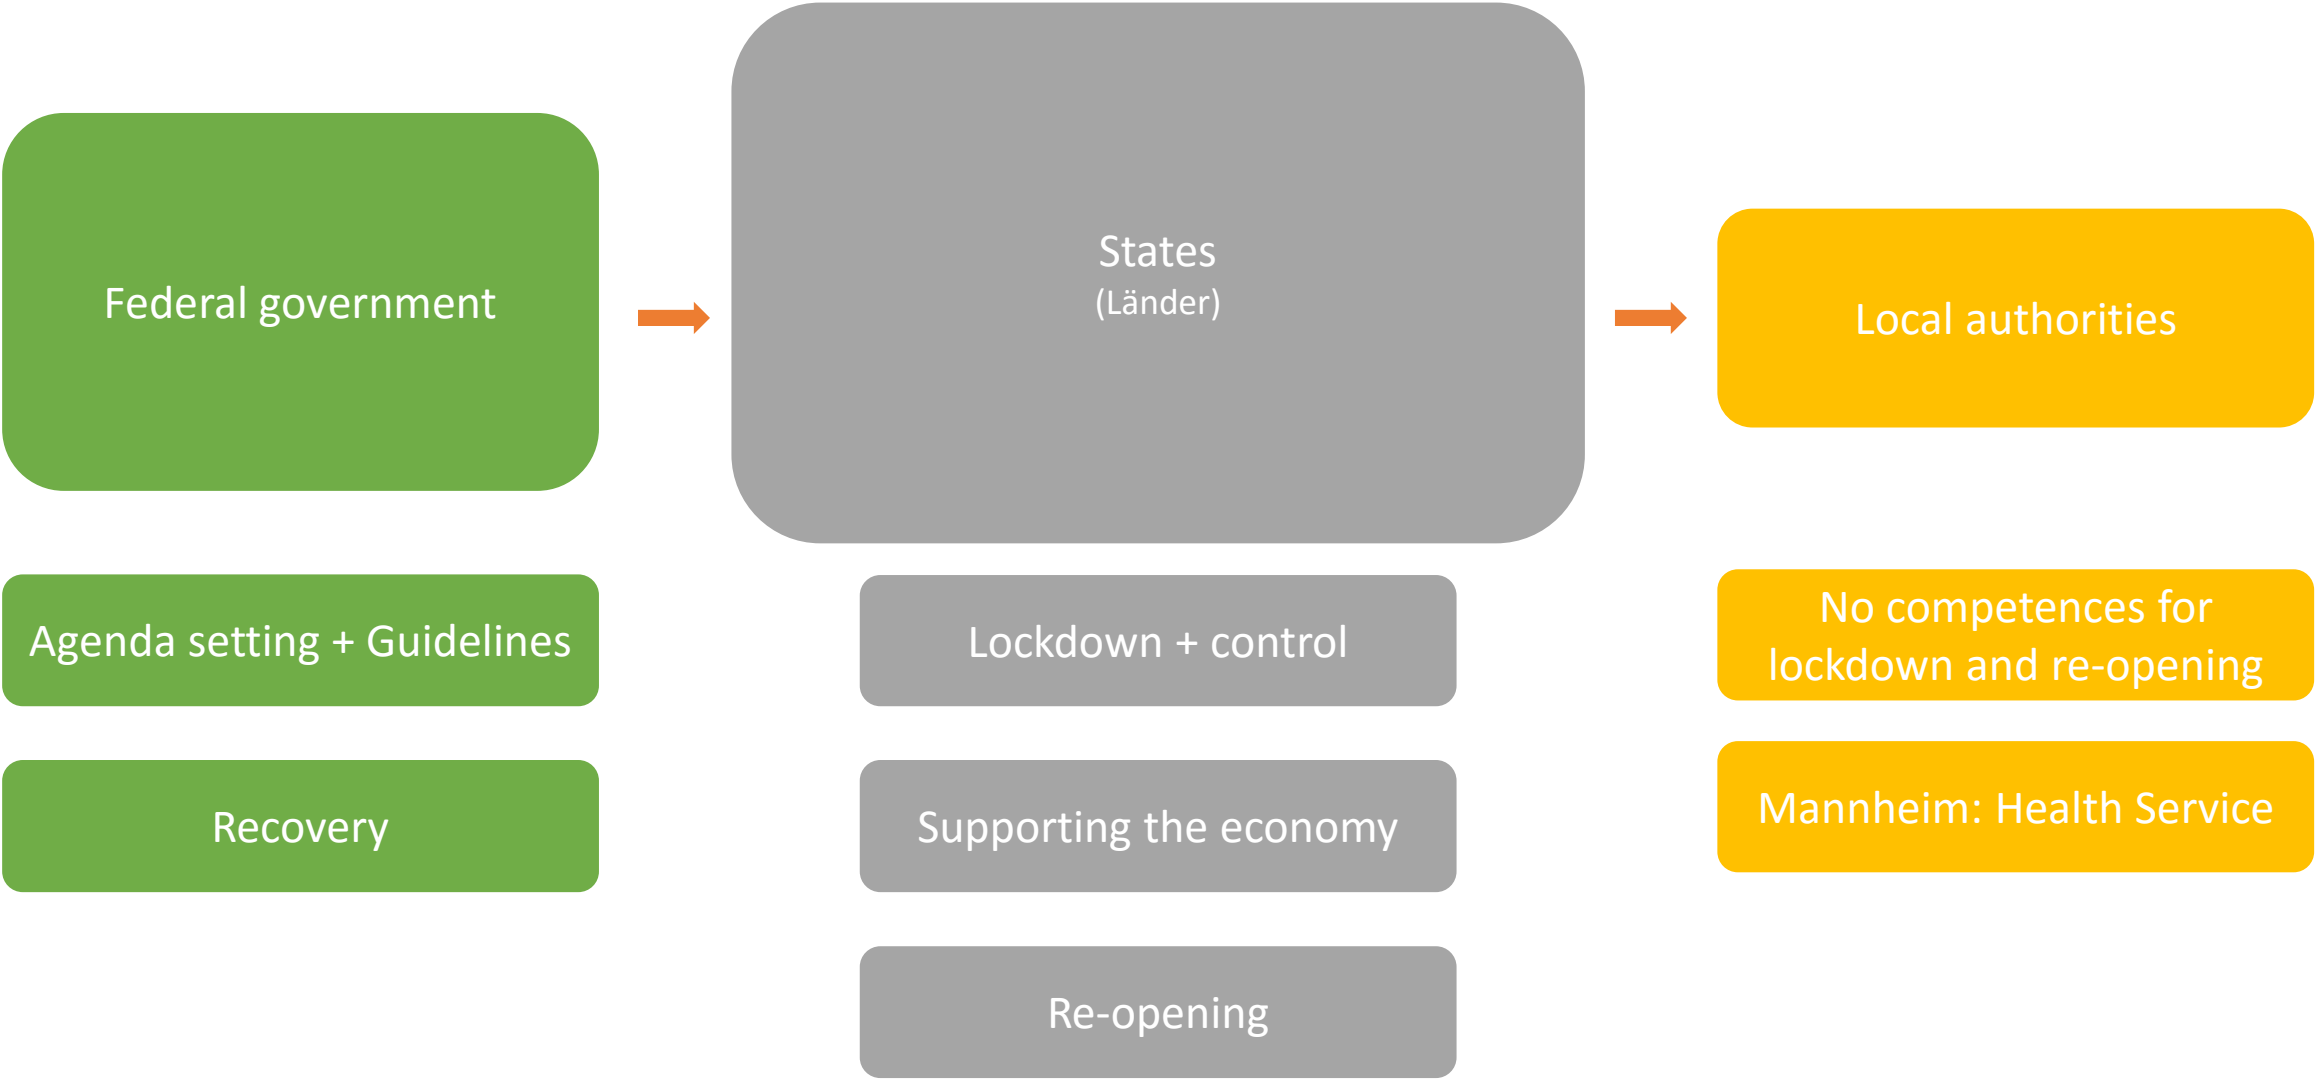 Federal government
States
(Länder)
Local authorities
Agenda setting + Guidelines
Lockdown + control
No competences for
lockdown and re-opening
Recovery
Supporting the economy
Mannheim: Health Service
Re-opening